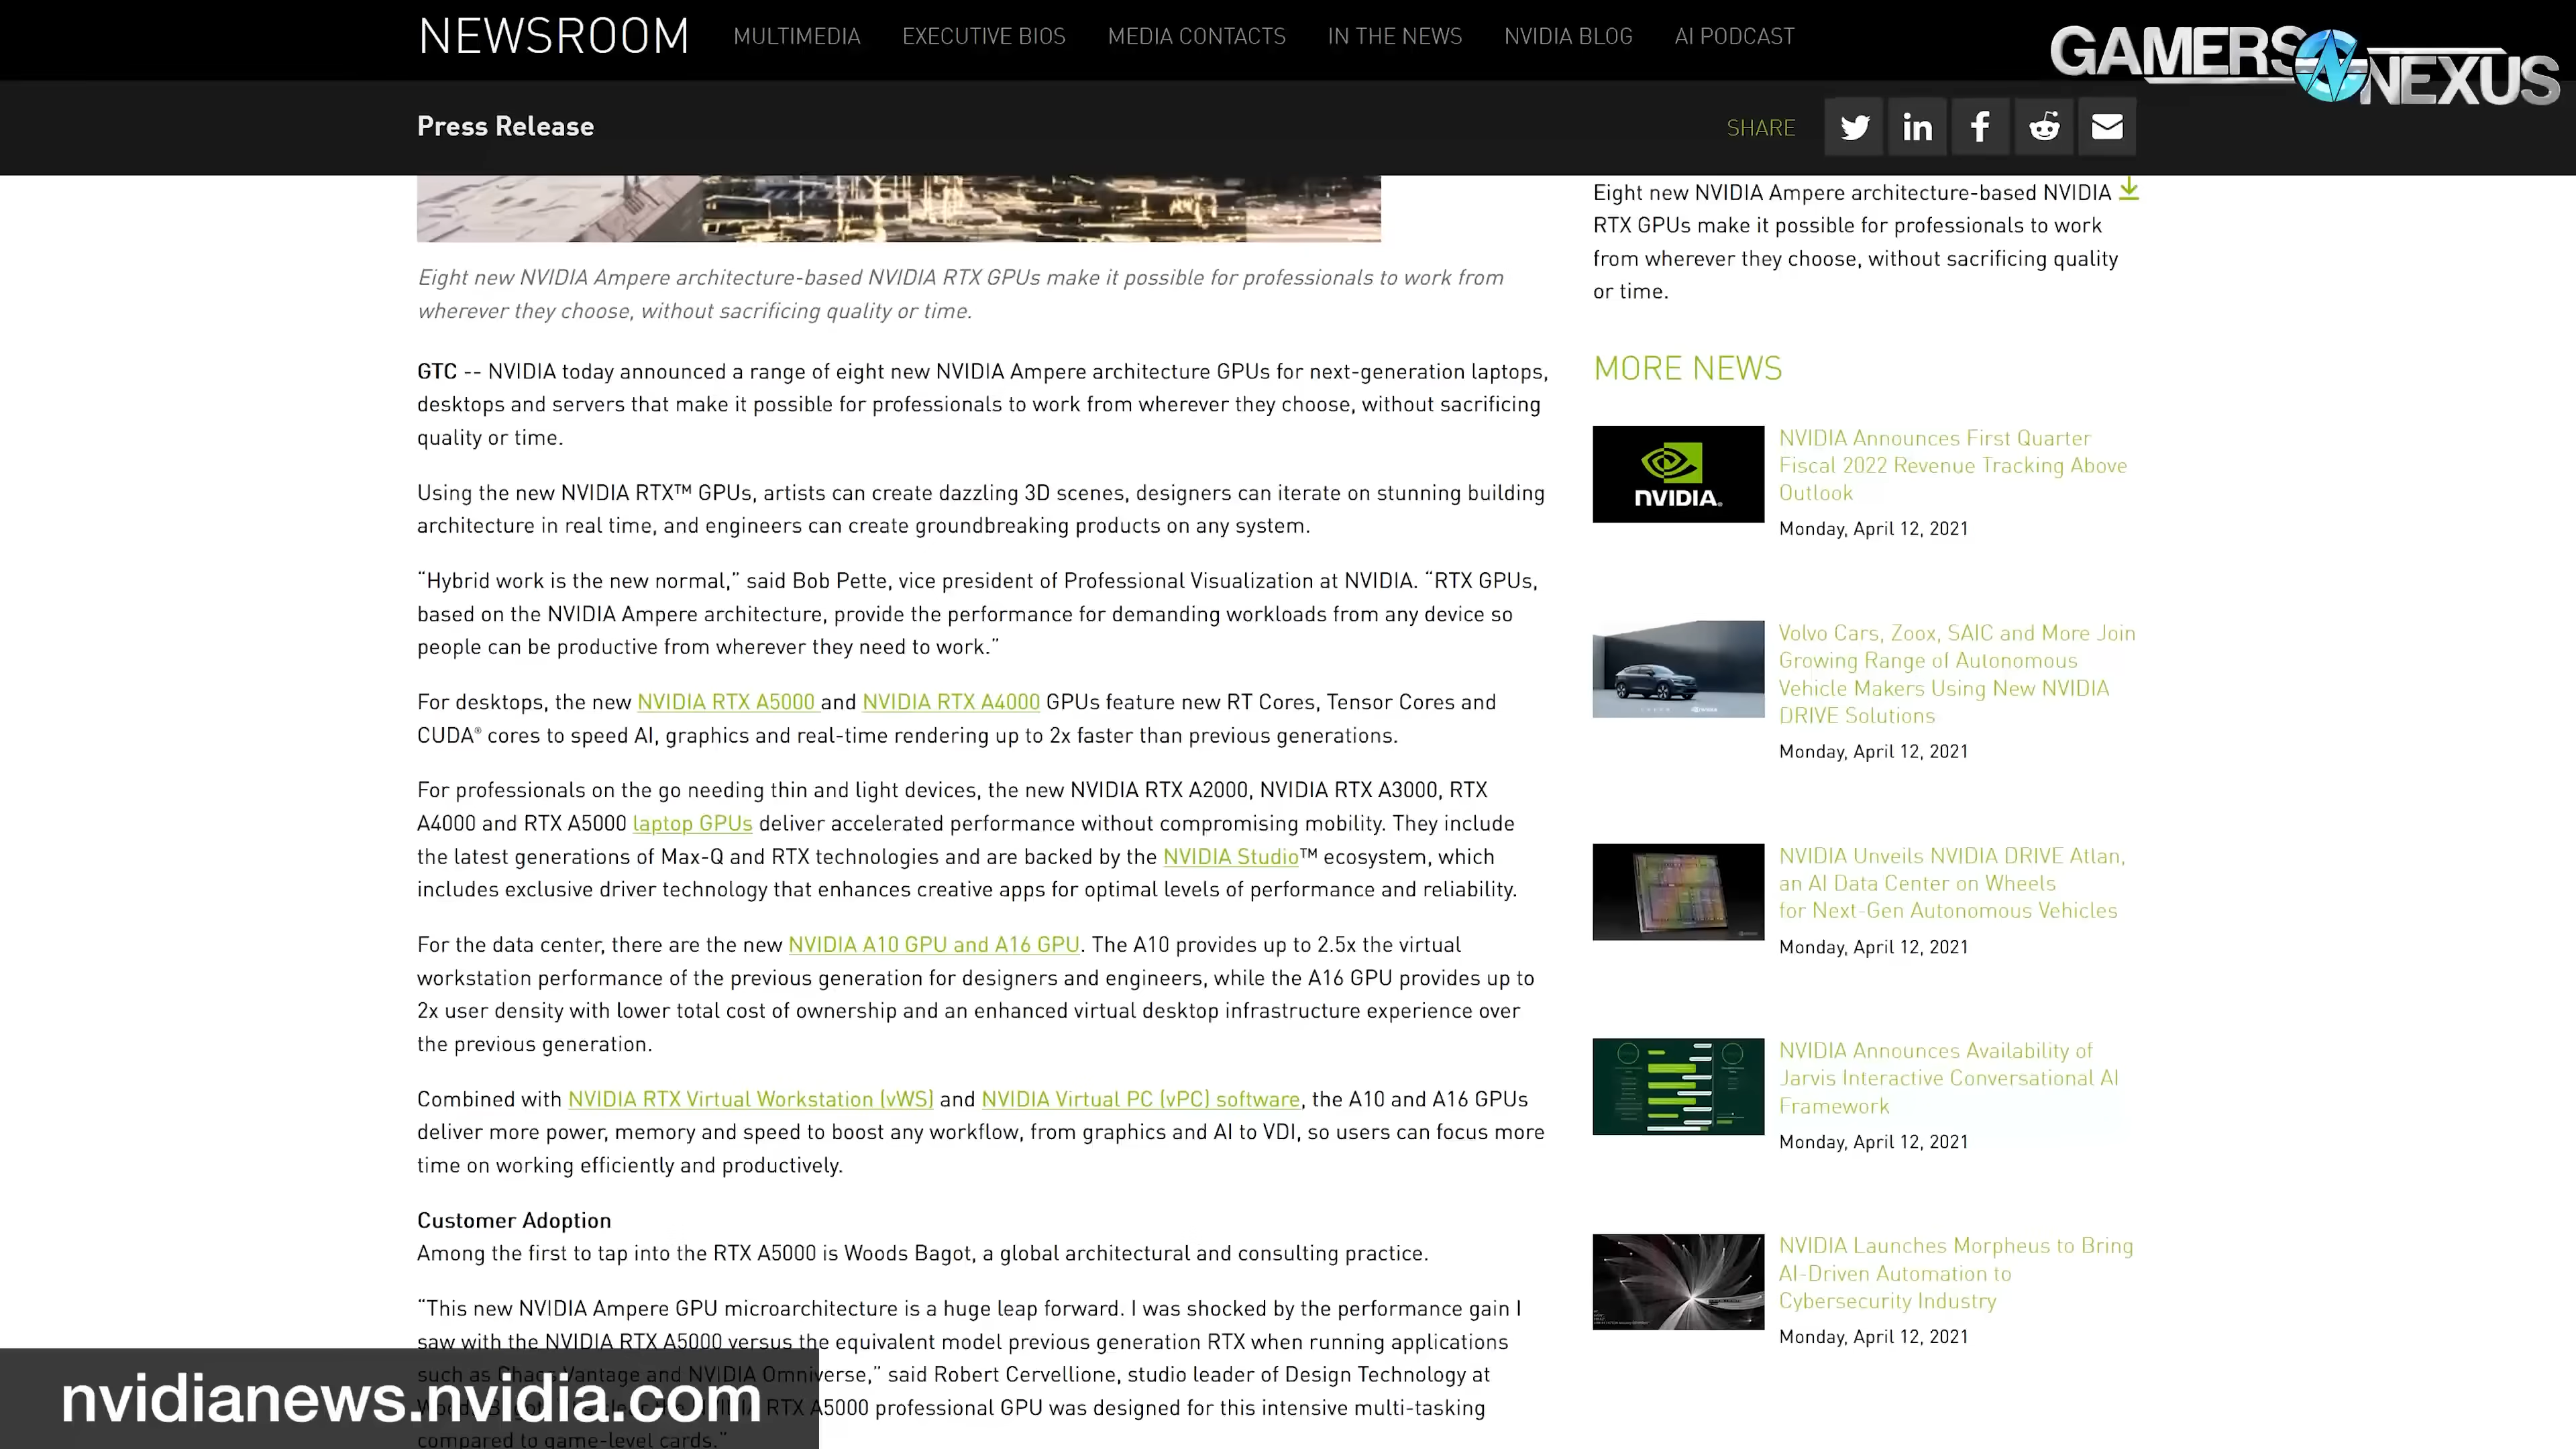 NEWSROOM
MULTIMEDIA
EXECUTIVE BIOS
MEDIA CONTACTS
IN THE NEWS
NVIDIA BLOG
AI PODCAST
GAMERS NEXUS
Press Release
SHARE
Eight new NVIDIA Ampere architecture-based NVIDIA RTX GPUs make it possible for professionals to work from
wherever they choose, without sacrificing quality or time.
GTC -- NVIDIA today announced a range of eight new NVIDIA Ampere architecture GPUs for next-generation laptops,
desktops and servers that make it possible for professionals to work from wherever they choose, without sacrificing
quality or time.
Using the new NVIDIA RTX™ GPUs, artists can create dazzling 3D scenes, designers can iterate on stunning building
architecture in real time, and engineers can create groundbreaking products on any system.
“Hybrid work is the new normal,” said Bob Pette, vice president of Professional Visualization at NVIDIA. “RTX GPUs,
based on the NVIDIA Ampere architecture, provide the performance for demanding workloads from any device so
people can be productive from wherever they need to work.”
For desktops, the new NVIDIA RTX A5000 and NVIDIA RTX A4000 GPUs feature new RT Cores, Tensor Cores and
CUDA® cores to speed AI, graphics and real-time rendering up to 2x faster than previous generations.
For professionals on the go needing thin and light devices, the new NVIDIA RTX A2000, NVIDIA RTX A3000, RTX
A4000 and RTX A5000 laptop GPUs deliver accelerated performance without compromising mobility. They include
the latest generations of Max-Q and RTX technologies and are backed by the NVIDIA Studio™ ecosystem, which
includes exclusive driver technology that enhances creative apps for optimal levels of performance and reliability.
For the data center, there are the new NVIDIA A10 GPU and A16 GPU. The A10 provides up to 2.5x the virtual
workstation performance of the previous generation for designers and engineers, while the A16 GPU provides up to
2x user density with lower total cost of ownership and an enhanced virtual desktop infrastructure experience over
the previous generation.
Combined with NVIDIA RTX Virtual Workstation (vWS) and NVIDIA Virtual PC (vPC) software, the A10 and A16 GPUs
deliver more power, memory and speed to boost any workflow, from graphics and AI to VDI, so users can focus more
time on working efficiently and productively.
Customer Adoption
Among the first to tap into the RTX A5000 is Woods Bagot, a global architectural and consulting practice.
“This new NVIDIA Ampere GPU microarchitecture is a huge leap forward. I was shocked by the performance gain I
saw with the NVIDIA RTX A5000 versus the equivalent model previous generation RTX when running applications
such as Chaos Vantage and NVIDIA Omniverse,” said Robert Cervellione, studio leader of Design Technology at
RTX A5000 professional GPU was designed for this intensive multi-tasking
compared to game-level cards.”
nvidianews.nvidia.com
Eight new NVIDIA Ampere architecture-based NVIDIA
RTX GPUs make it possible for professionals to work
from wherever they choose, without sacrificing quality
or time.
MORE NEWS
NVIDIA.
NVIDIA Announces First Quarter
Fiscal 2022 Revenue Tracking Above
Outlook
Monday, April 12, 2021
Volvo Cars, Zoox, SAIC and More Join
Growing Range of Autonomous
Vehicle Makers Using New NVIDIA
DRIVE Solutions
Monday, April 12, 2021
NVIDIA Unveils NVIDIA DRIVE Atlan,
an AI Data Center on Wheels
for Next-Gen Autonomous Vehicles
Monday, April 12, 2021
NVIDIA Announces Availability of
Jarvis Interactive Conversational AI
Framework
Monday, April 12, 2021
NVIDIA Launches Morpheus to Bring
AI-Driven Automation to
Cybersecurity Industry
Monday, April 12, 2021